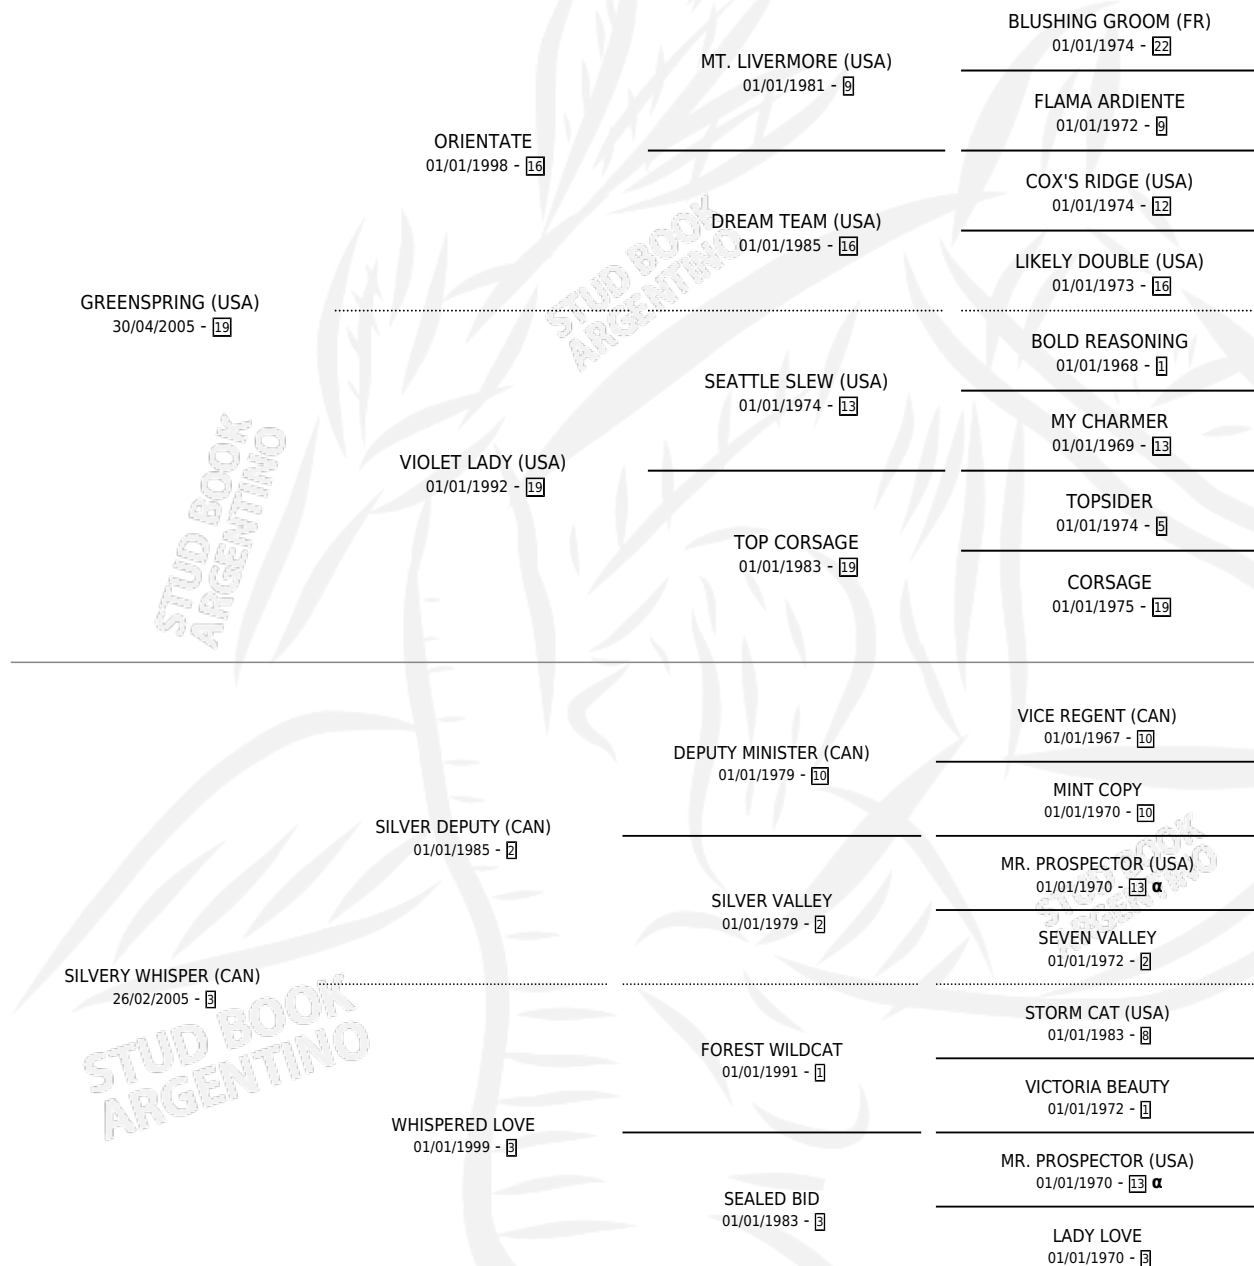 BLUSHING GROOM (FR)
01/01/1974 - 22
MT. LIVERMORE (USA)
01/01/1981 - 9
FLAMA ARDIENTE
01/01/1972 - 9
ORIENTATE
01/01/1998 - 16
COX'S RIDGE (USA)
01/01/1974 - 12
DREAM TEAM (USA)
01/01/1985 - 16
LIKELY DOUBLE (USA)
01/01/1973 - 16
GREENSPRING (USA)
30/04/2005 - 19
BOLD REASONING
01/01/1968 - 1
SEATTLE SLEW (USA)
01/01/1974 - 13
MY CHARMER
01/01/1969 - 13
VIOLET LADY (USA)
01/01/1992 - 19
TOPSIDER
01/01/1974 - 5
TOP CORSAGE
01/01/1983 - 19
CORSAGE
01/01/1975 - 19
VICE REGENT (CAN)
01/01/1967 - 10
DEPUTY MINISTER (CAN)
01/01/1979 - 10
MINT COPY
01/01/1970 - 10
SILVER DEPUTY (CAN)
01/01/1985 - 2
MR. PROSPECTOR (USA)
01/01/1970 - 13 α
SILVER VALLEY
01/01/1979 - 2
SEVEN VALLEY
01/01/1972 - 2
SILVERY WHISPER (CAN)
26/02/2005 - 3
STORM CAT (USA)
01/01/1983 - 8
FOREST WILDCAT
01/01/1991 - 1
VICTORIA BEAUTY
01/01/1972 - 1
WHISPERED LOVE
01/01/1999 - 3
MR. PROSPECTOR (USA)
01/01/1970 - 13 α
SEALED BID
01/01/1983 - 3
LADY LOVE
01/01/1970 - 3
STUD BOOK
ARGENTINO
STUD BOOK
ARGENTINO
STUD BOOK
ARGENTINO
STUD BOOK
ARGENTINO